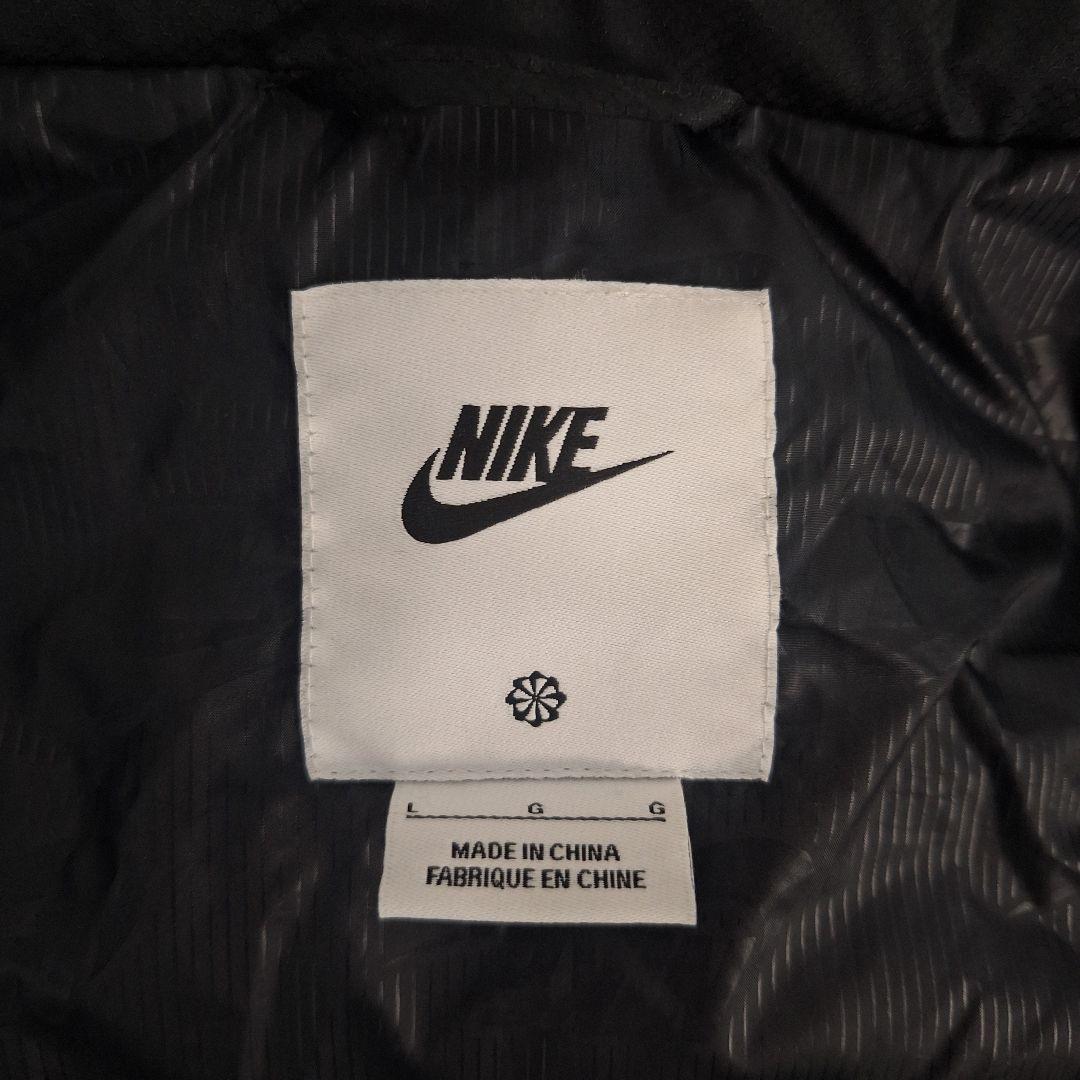 NIKE
L G G
MADE IN CHINA
FABRIQUE EN CHINE